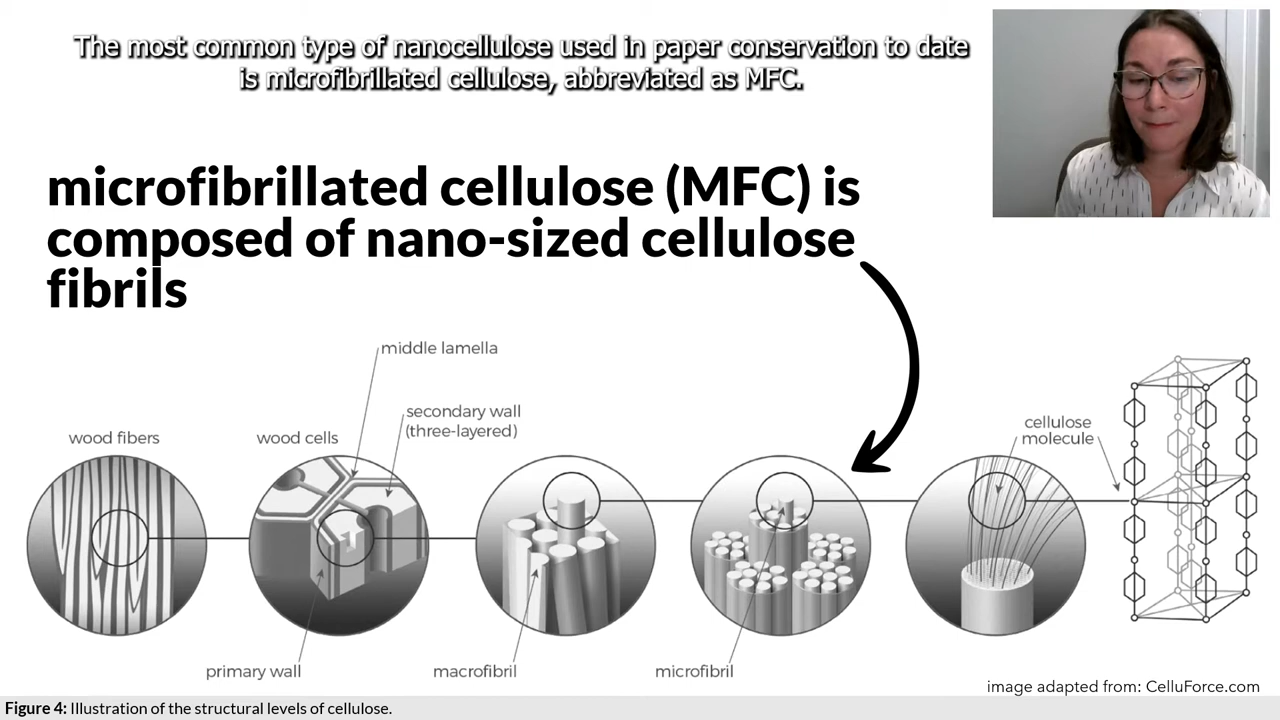 The most common type of nanocellulose used in paper conservation to date
is microfibrillated cellulose, abbreviated as MFC.
microfibrillated cellulose (MFC) is
composed of nano-sized cellulose
fibrils
middle lamella
secondary wall
(three-layered)
wood fibers
wood cells
cellulose
molecule
primary wall
macrofibril
microfibril
image adapted from: CelluForce.com
Figure 4: Illustration of the structural levels of cellulose.